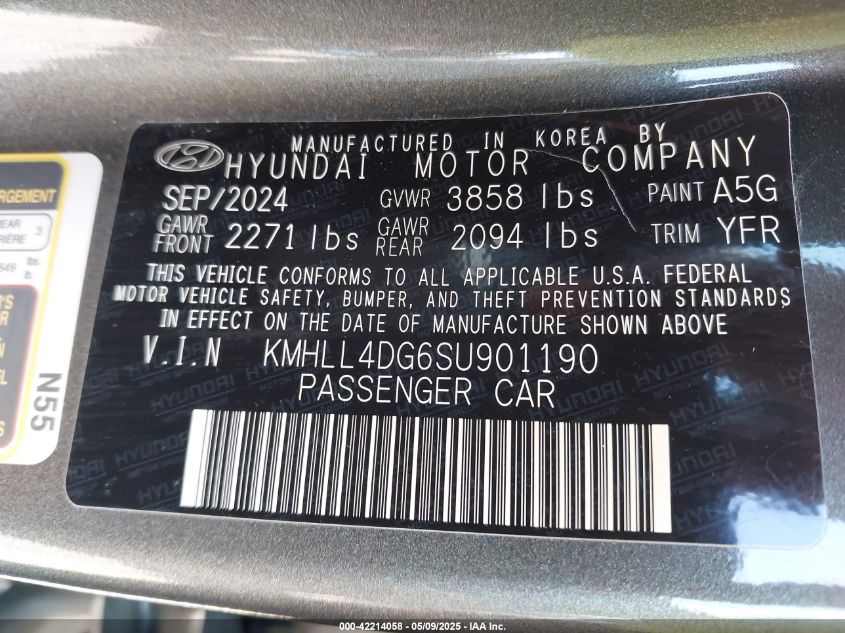 MANUFACTURED IN KOREA BY
HYUNDAI MOTOR COMPANY
SEP/2024 GVWR 3858 lbs PAINT A5G
GAWR FRONT 2271 lbs GAWR REAR 2094 lbs TRIM YFR
THIS VEHICLE CONFORMS TO ALL APPLICABLE U.S.A. FEDERAL
MOTOR VEHICLE SAFETY, BUMPER, AND THEFT PREVENTION STANDARDS
IN EFFECT ON THE DATE OF MANUFACTURE SHOWN ABOVE
V.I.N KMHLL4DG6SU901190
PASSENGER CAR
N55
000-42214058 - 05/09/2025 - IAA Inc.